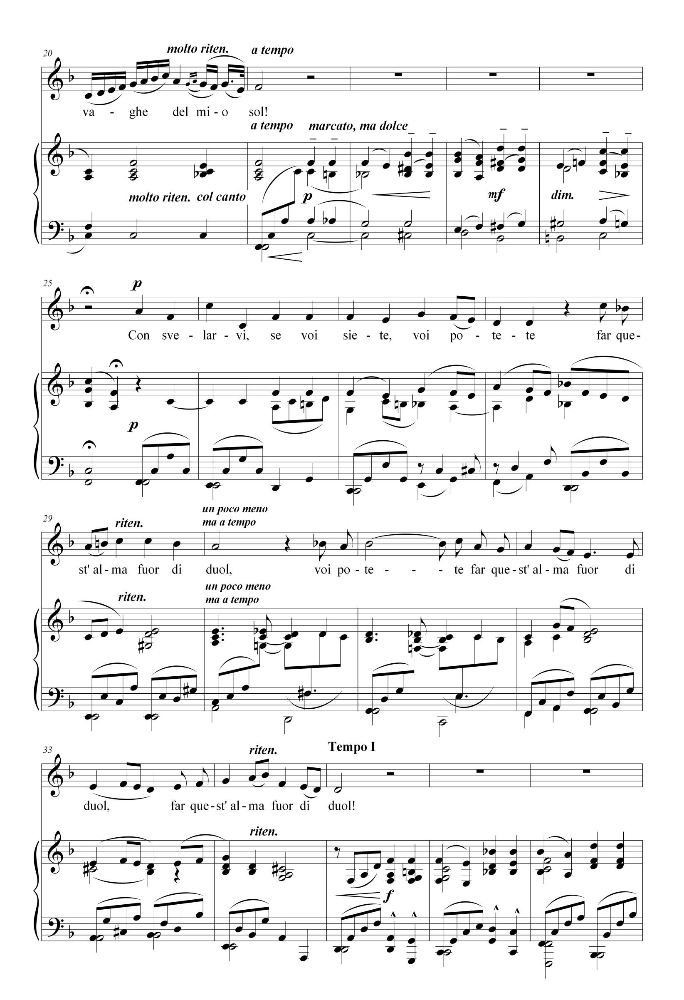 20
molto riten.
a tempo
va - ghe del mi - o sol!
a tempo
marcato, ma dolce
molto riten.
col canto
p
mf
dim.
25
p
Con sve - lar - vi, se voi sie - te, voi po - te - te far que-
p
29
riten.
un poco meno
ma a tempo
st' al - ma fuor di duol, voi po - te - - - te far que - st' al - ma fuor di
riten.
un poco meno
ma a tempo
33
riten.
Tempo I
duol, far que - st' al - ma fuor di duol!
riten.
f